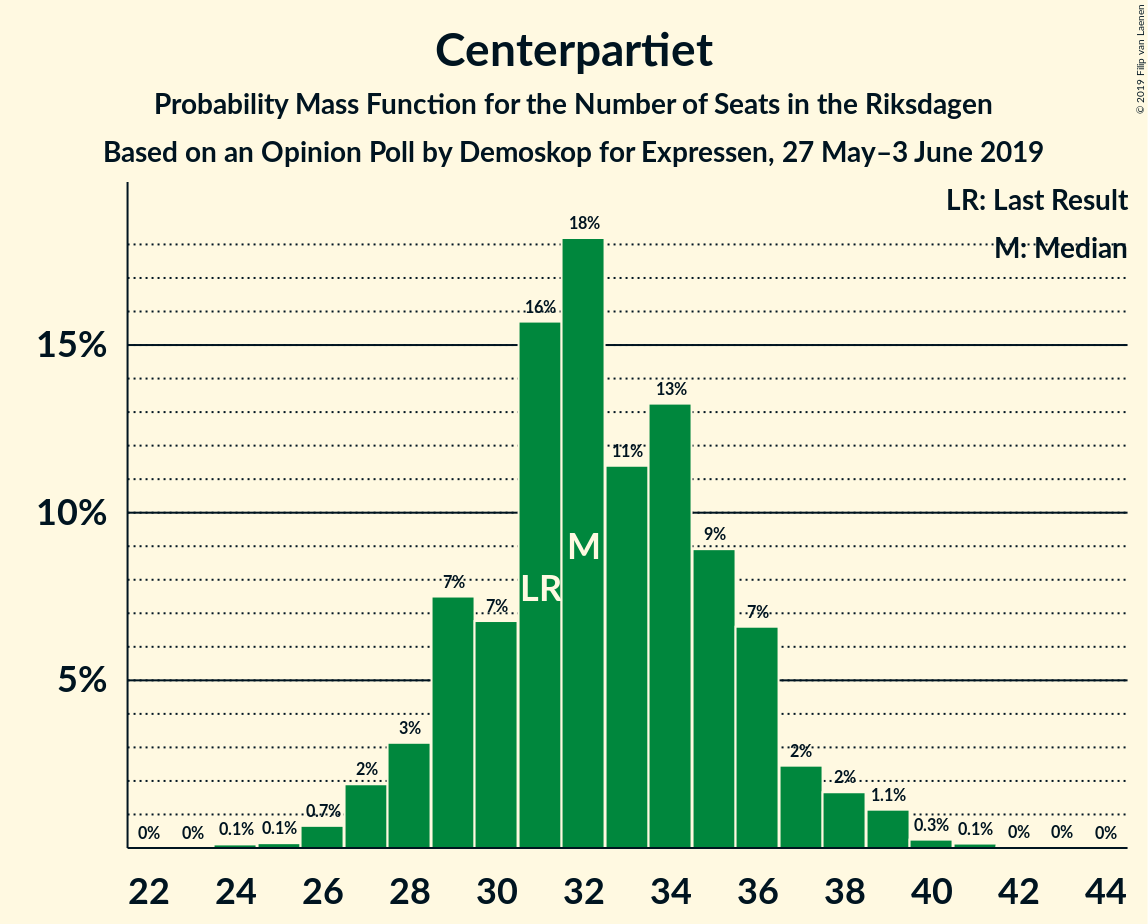 Centerpartiet
Probability Mass Function for the Number of Seats in the Riksdagen
Based on an Opinion Poll by Demoskop for Expressen, 27 May–3 June 2019
© 2019 Filip van Laenen
LR: Last Result
M: Median
15%
10%
5%
0% 0% 0.1% 0.1% 0.7% 2% 3% 7% 7% 16% 18% 11% 13% 9% 7% 2% 2% 1.1% 0.3% 0.1% 0% 0% 0%
LR
M
22 24 26 28 30 32 34 36 38 40 42 44